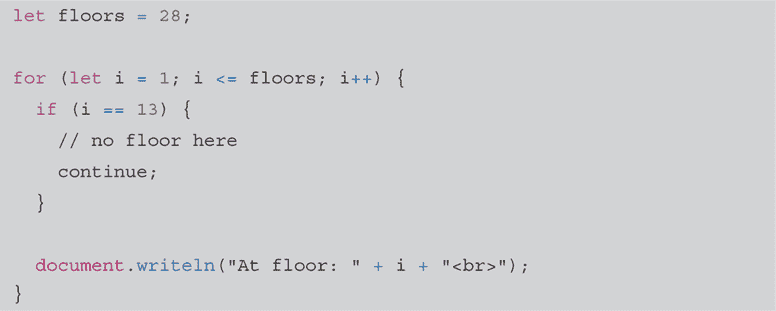 let floors = 28;
for (let i = 1; i <= floors; i++) {
if (i == 13) {
// no floor here
continue;
}
document.writeln("At floor: " + i + "<br>");
}